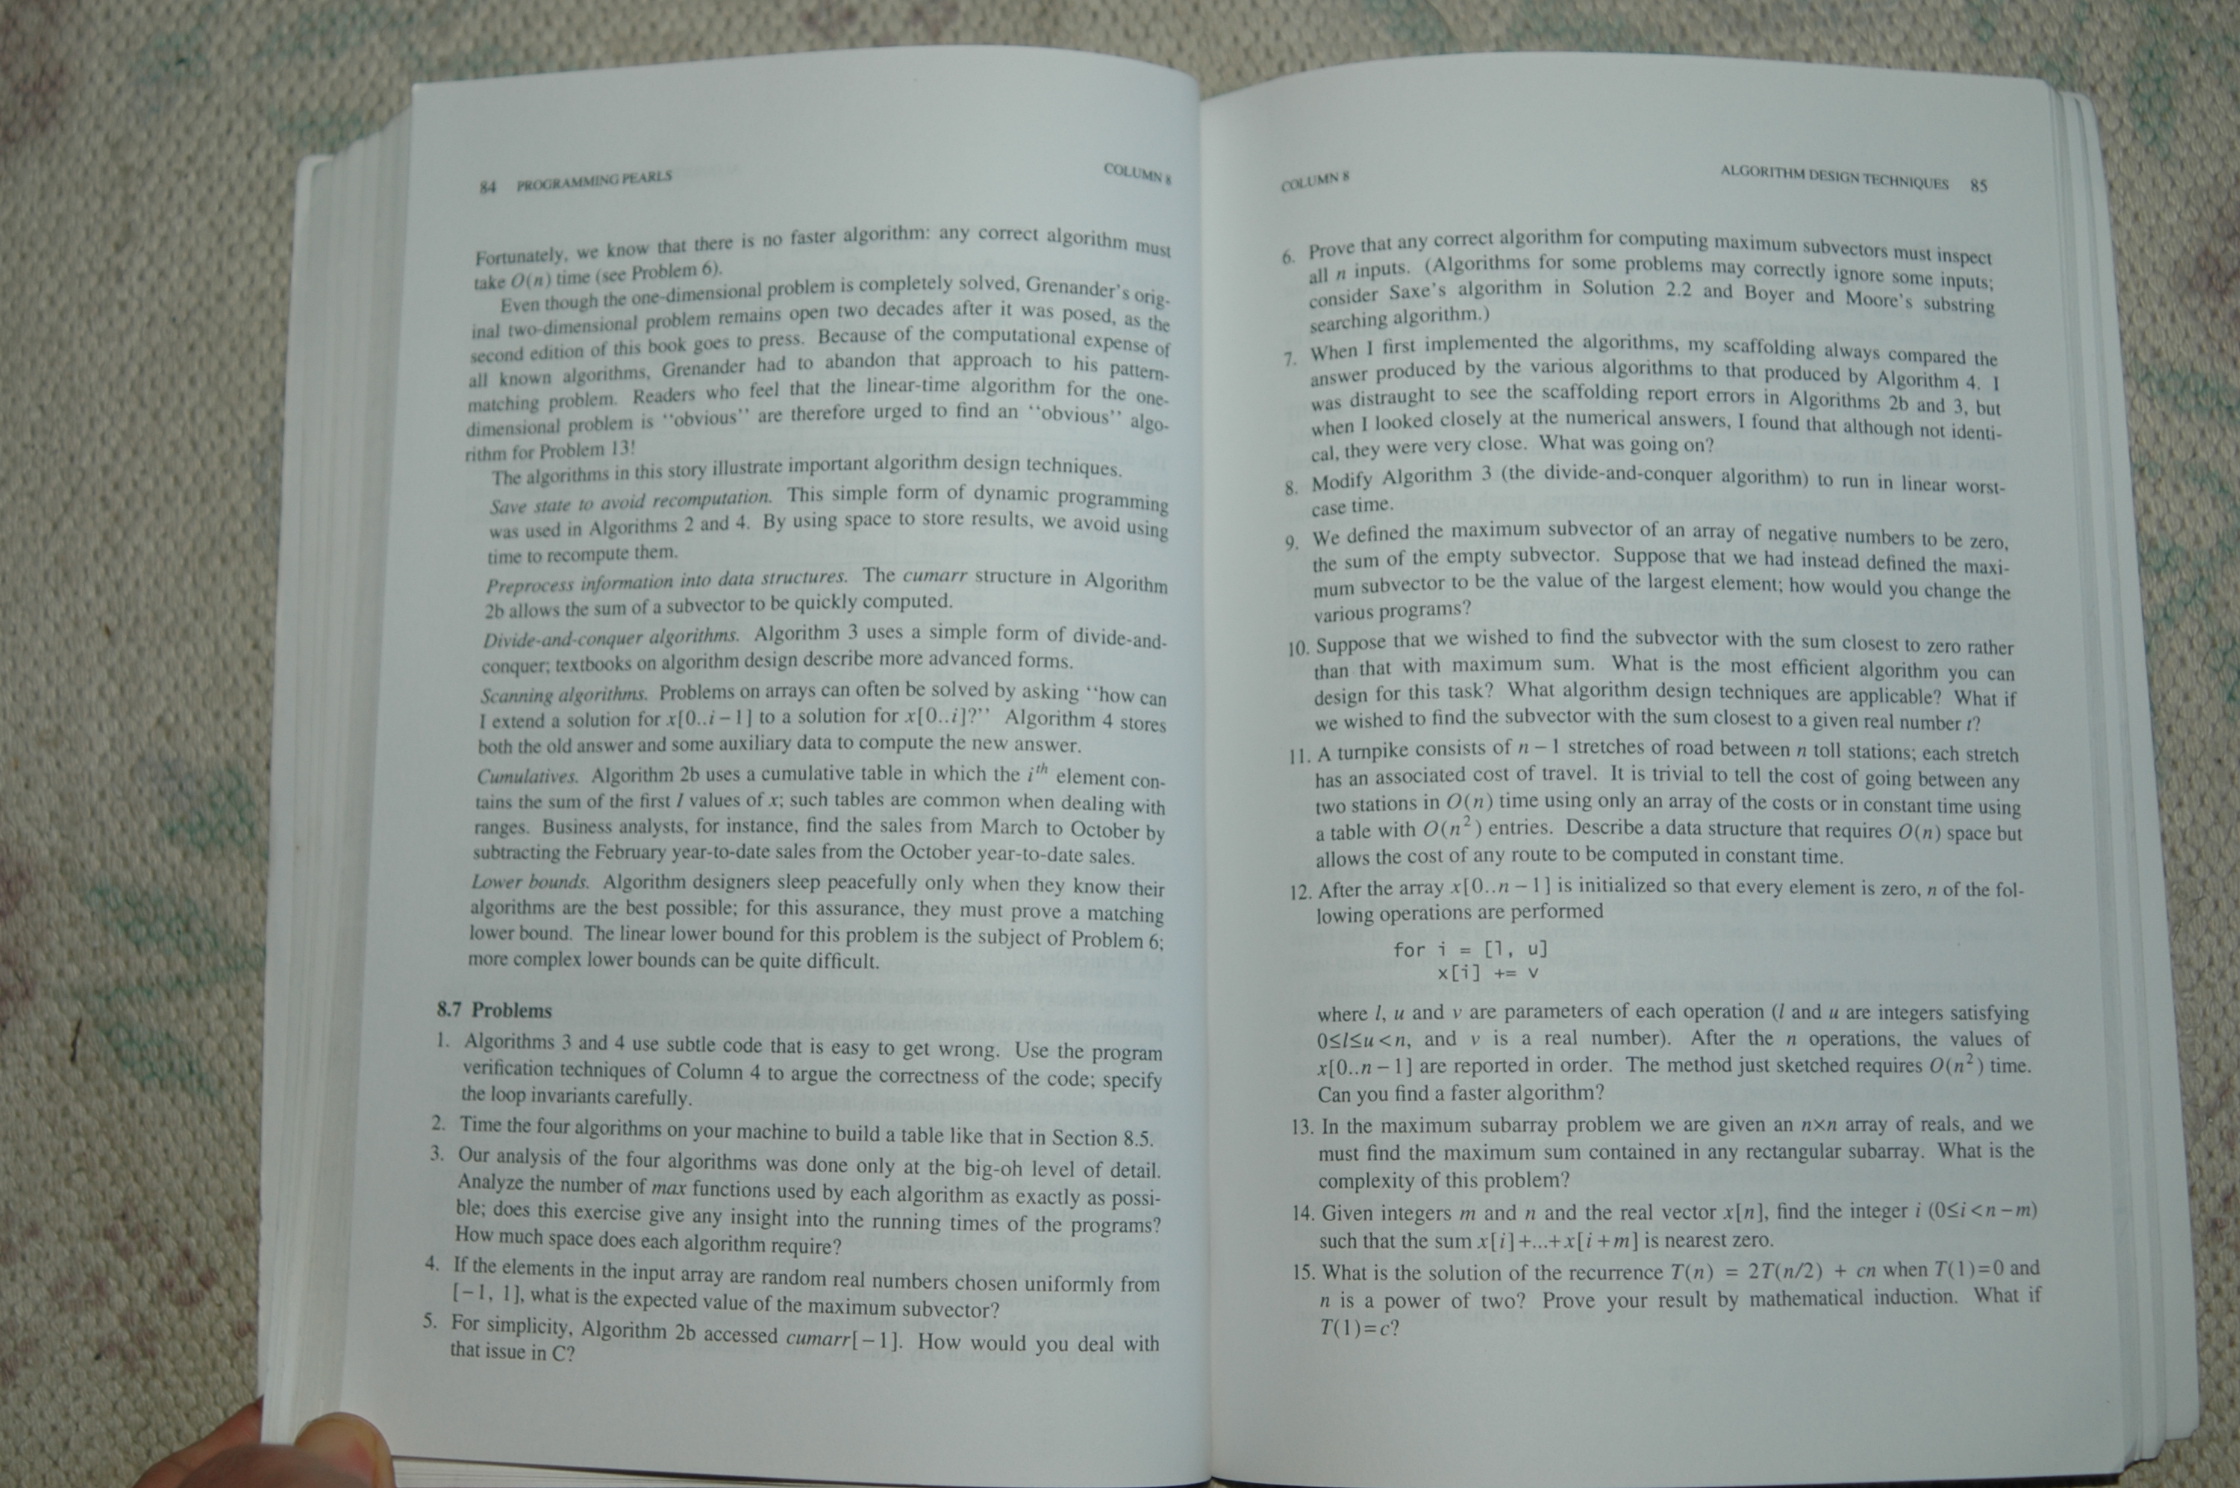 84 PROGRAMMING PEARLS COLUMN 8
Fortunately, we know that there is no faster algorithm: any correct algorithm must
take O(n) time (see Problem 6).
Even though the one-dimensional problem is completely solved, Grenander's orig-
inal two-dimensional problem remains open two decades after it was posed, as the
second edition of this book goes to press. Because of the computational expense of
all known algorithms, Grenander had to abandon that approach to his pattern-
matching problem. Readers who feel that the linear-time algorithm for the one-
dimensional problem is ''obvious'' are therefore urged to find an ''obvious'' algo-
rithm for Problem 13!
The algorithms in this story illustrate important algorithm design techniques.
Save state to avoid recomputation. This simple form of dynamic programming
was used in Algorithms 2 and 4. By using space to store results, we avoid using
time to recompute them.
Preprocess information into data structures. The cumarr structure in Algorithm
2b allows the sum of a subvector to be quickly computed.
Divide-and-conquer algorithms. Algorithm 3 uses a simple form of divide-and-
conquer; textbooks on algorithm design describe more advanced forms.
Scanning algorithms. Problems on arrays can often be solved by asking ''how can
I extend a solution for x[0..i−1] to a solution for x[0..i]?'' Algorithm 4 stores
both the old answer and some auxiliary data to compute the new answer.
Cumulatives. Algorithm 2b uses a cumulative table in which the iᵗʰ element con-
tains the sum of the first I values of x; such tables are common when dealing with
ranges. Business analysts, for instance, find the sales from March to October by
subtracting the February year-to-date sales from the October year-to-date sales.
Lower bounds. Algorithm designers sleep peacefully only when they know their
algorithms are the best possible; for this assurance, they must prove a matching
lower bound. The linear lower bound for this problem is the subject of Problem 6;
more complex lower bounds can be quite difficult.
8.7 Problems
1. Algorithms 3 and 4 use subtle code that is easy to get wrong. Use the program
verification techniques of Column 4 to argue the correctness of the code; specify
the loop invariants carefully.
2. Time the four algorithms on your machine to build a table like that in Section 8.5.
3. Our analysis of the four algorithms was done only at the big-oh level of detail.
Analyze the number of max functions used by each algorithm as exactly as possi-
ble; does this exercise give any insight into the running times of the programs?
How much space does each algorithm require?
4. If the elements in the input array are random real numbers chosen uniformly from
[−1, 1], what is the expected value of the maximum subvector?
5. For simplicity, Algorithm 2b accessed cumarr[−1]. How would you deal with
that issue in C?
COLUMN 8 ALGORITHM DESIGN TECHNIQUES 85
6. Prove that any correct algorithm for computing maximum subvectors must inspect
all n inputs. (Algorithms for some problems may correctly ignore some inputs;
consider Saxe's algorithm in Solution 2.2 and Boyer and Moore's substring
searching algorithm.)
7. When I first implemented the algorithms, my scaffolding always compared the
answer produced by the various algorithms to that produced by Algorithm 4. I
was distraught to see the scaffolding report errors in Algorithms 2b and 3, but
when I looked closely at the numerical answers, I found that although not identi-
cal, they were very close. What was going on?
8. Modify Algorithm 3 (the divide-and-conquer algorithm) to run in linear worst-
case time.
9. We defined the maximum subvector of an array of negative numbers to be zero,
the sum of the empty subvector. Suppose that we had instead defined the maxi-
mum subvector to be the value of the largest element; how would you change the
various programs?
10. Suppose that we wished to find the subvector with the sum closest to zero rather
than that with maximum sum. What is the most efficient algorithm you can
design for this task? What algorithm design techniques are applicable? What if
we wished to find the subvector with the sum closest to a given real number t?
11. A turnpike consists of n−1 stretches of road between n toll stations; each stretch
has an associated cost of travel. It is trivial to tell the cost of going between any
two stations in O(n) time using only an array of the costs or in constant time using
a table with O(n²) entries. Describe a data structure that requires O(n) space but
allows the cost of any route to be computed in constant time.
12. After the array x[0..n−1] is initialized so that every element is zero, n of the fol-
lowing operations are performed
for i = [l, u]
x[i] += v
where l, u and v are parameters of each operation (l and u are integers satisfying
0≤l≤u<n, and v is a real number). After the n operations, the values of
x[0..n−1] are reported in order. The method just sketched requires O(n²) time.
Can you find a faster algorithm?
13. In the maximum subarray problem we are given an n×n array of reals, and we
must find the maximum sum contained in any rectangular subarray. What is the
complexity of this problem?
14. Given integers m and n and the real vector x[n], find the integer i (0≤i<n−m)
such that the sum x[i]+...+x[i+m] is nearest zero.
15. What is the solution of the recurrence T(n) = 2T(n/2) + cn when T(1)=0 and
n is a power of two? Prove your result by mathematical induction. What if
T(1)=c?